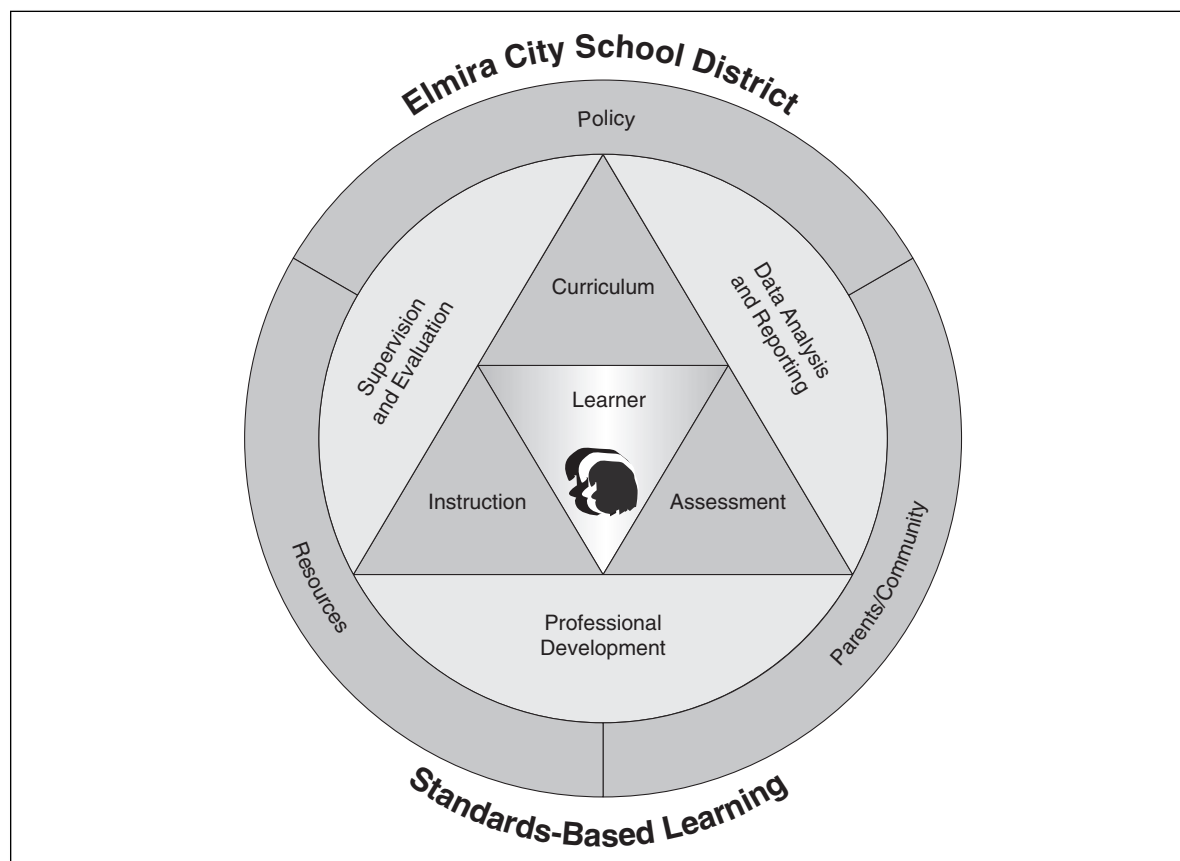 Elmira City School District
Policy
Curriculum
Supervision
and Evaluation
Data Analysis
and Reporting
Learner
Instruction
Assessment
Resources
Parents/Community
Professional
Development
Standards-Based Learning